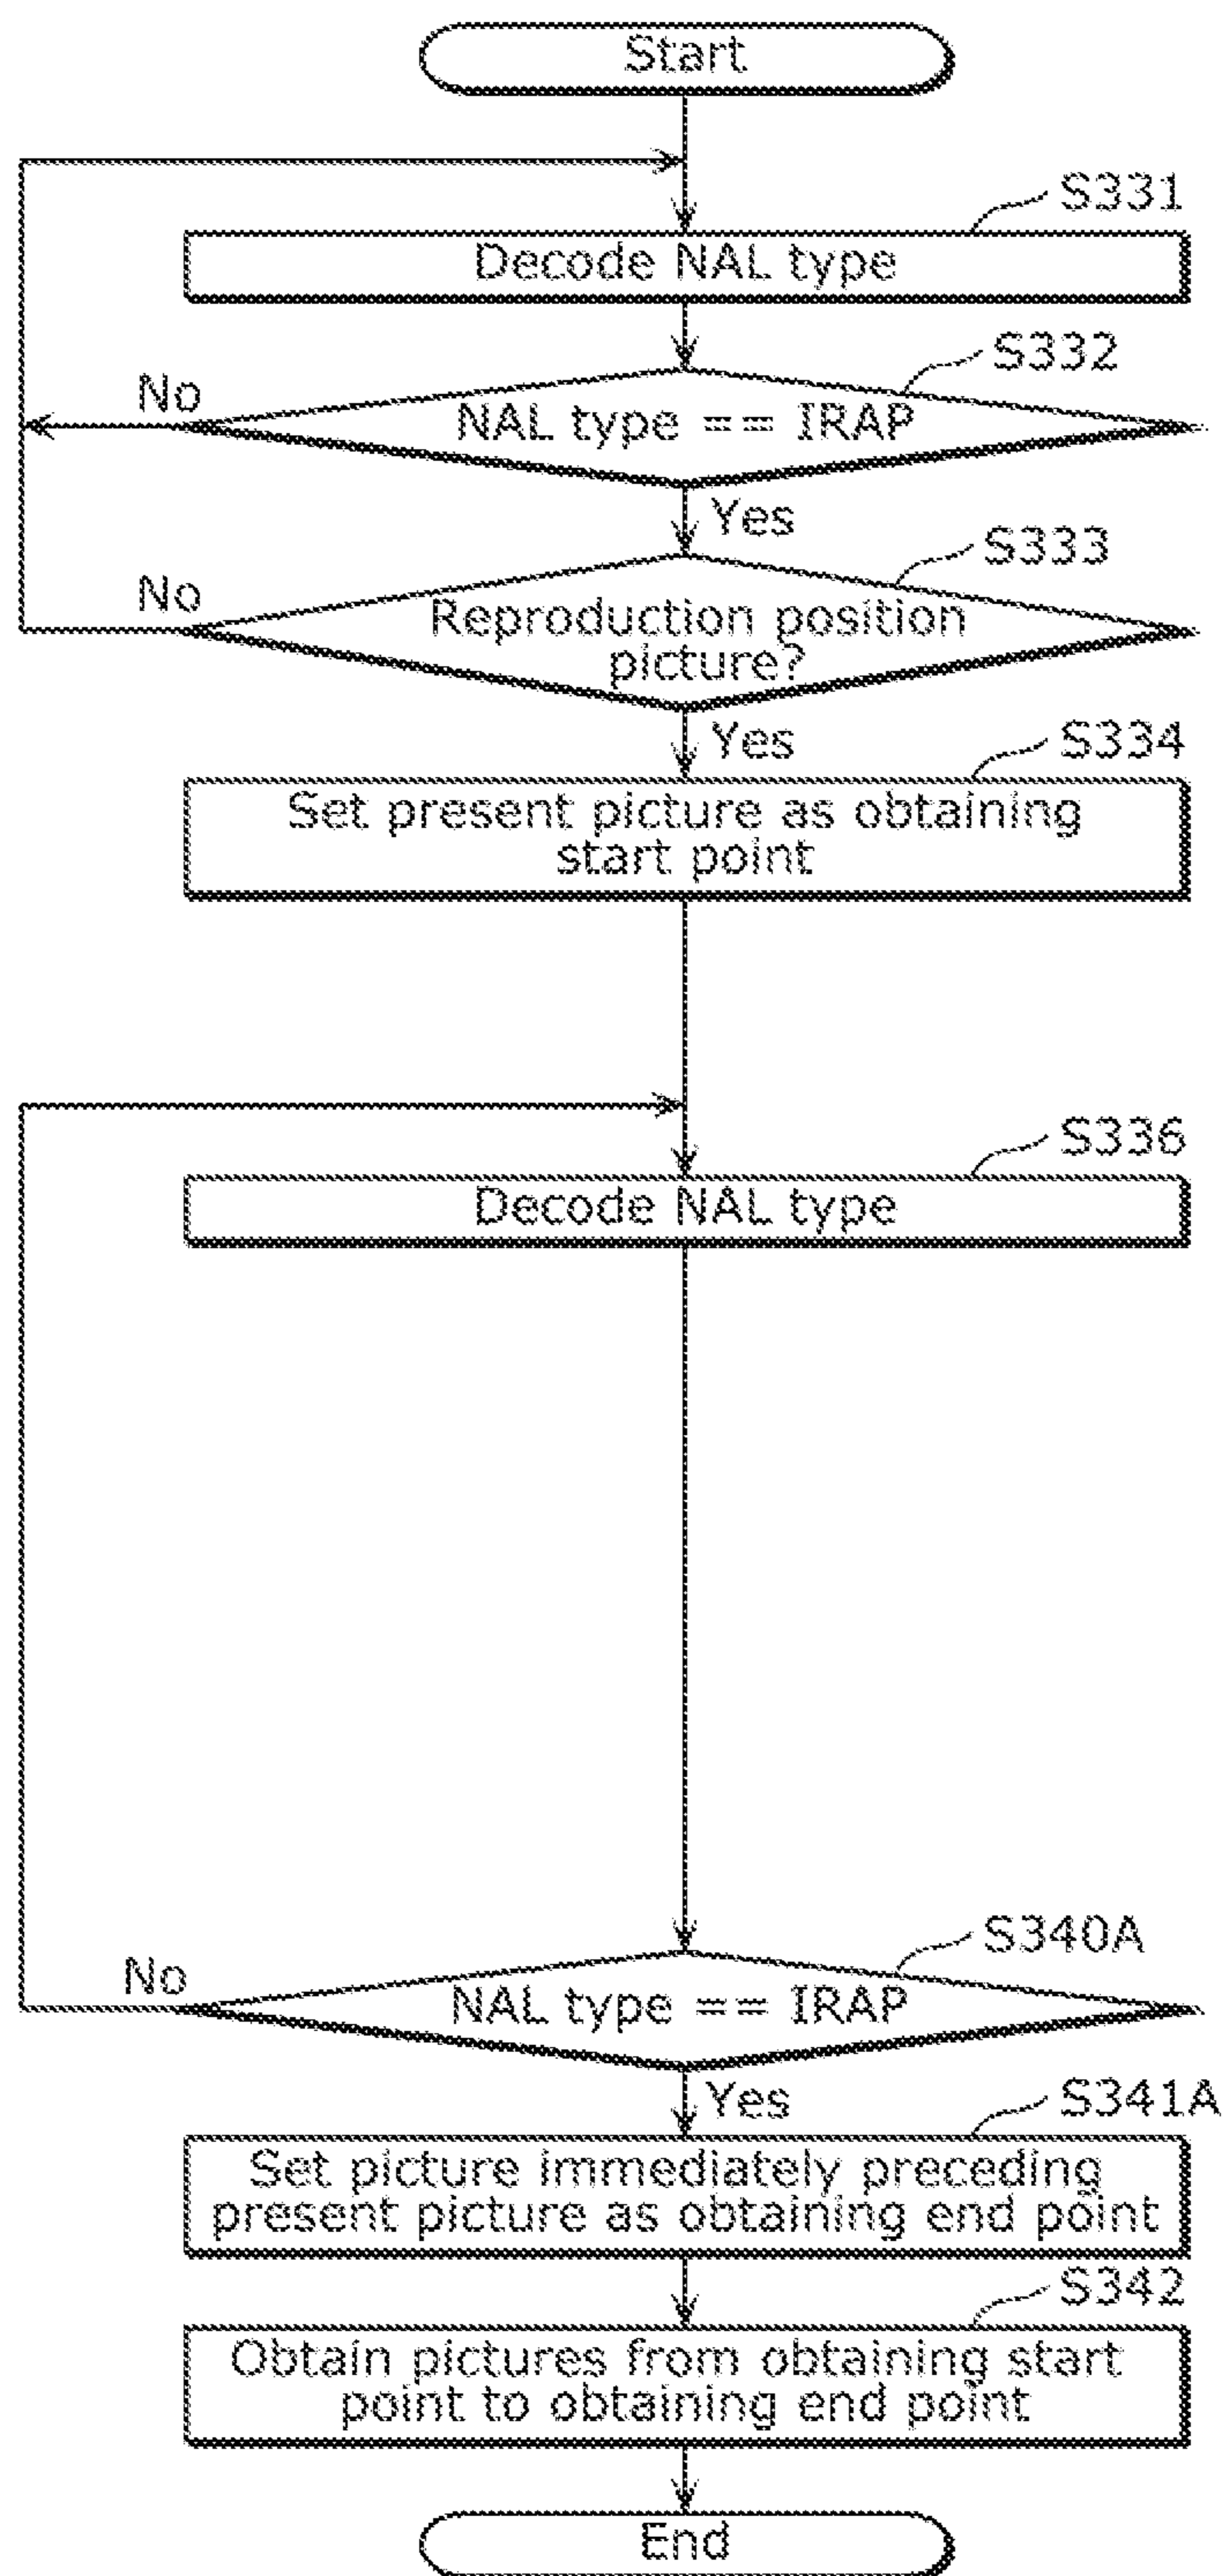 Start
S331
Decode NAL type
S332
No
NAL type == IRAP
Yes
S333
No
Reproduction position
picture?
Yes
S334
Set present picture as obtaining
start point
S336
Decode NAL type
S340A
No
NAL type == IRAP
Yes
S341A
Set picture immediately preceding
present picture as obtaining end point
S342
Obtain pictures from obtaining start
point to obtaining end point
End